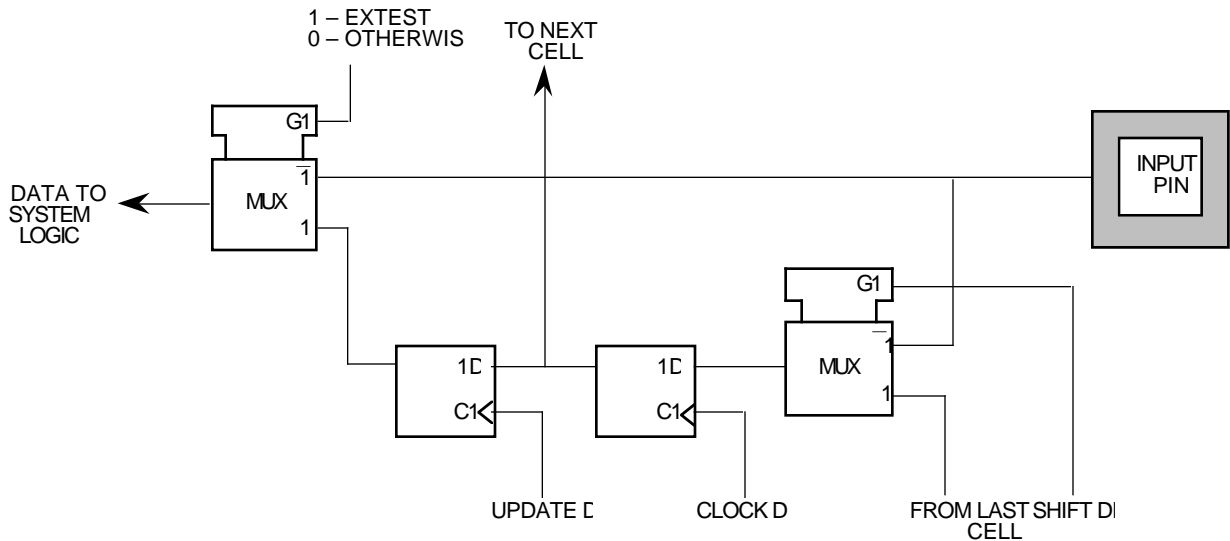 1 – EXTEST
0 – OTHERWIS
TO NEXT
CELL
G1
1
MUX
1
DATA TO
SYSTEM
LOGIC
INPUT
PIN
G1
1
MUX
1
1D
C1
1D
C1
UPDATE D
CLOCK D
FROM LAST
CELL
SHIFT D